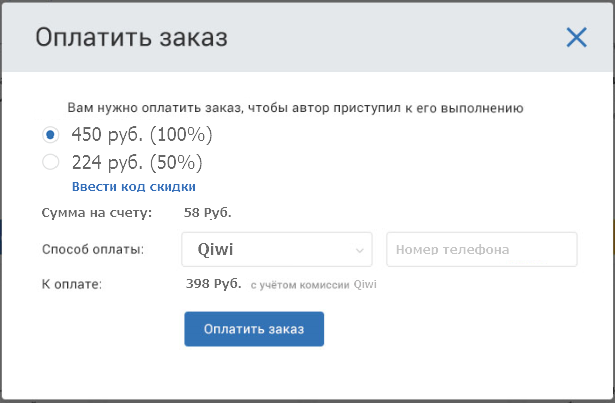 Оплатить заказ
Вам нужно оплатить заказ, чтобы автор приступил к его выполнению
450 руб. (100%)
224 руб. (50%)
Ввести код скидки
Сумма на счету: 58 Руб.
Способ оплаты: Qiwi Номер телефона
К оплате: 398 Руб. с учётом комиссии Qiwi
Оплатить заказ